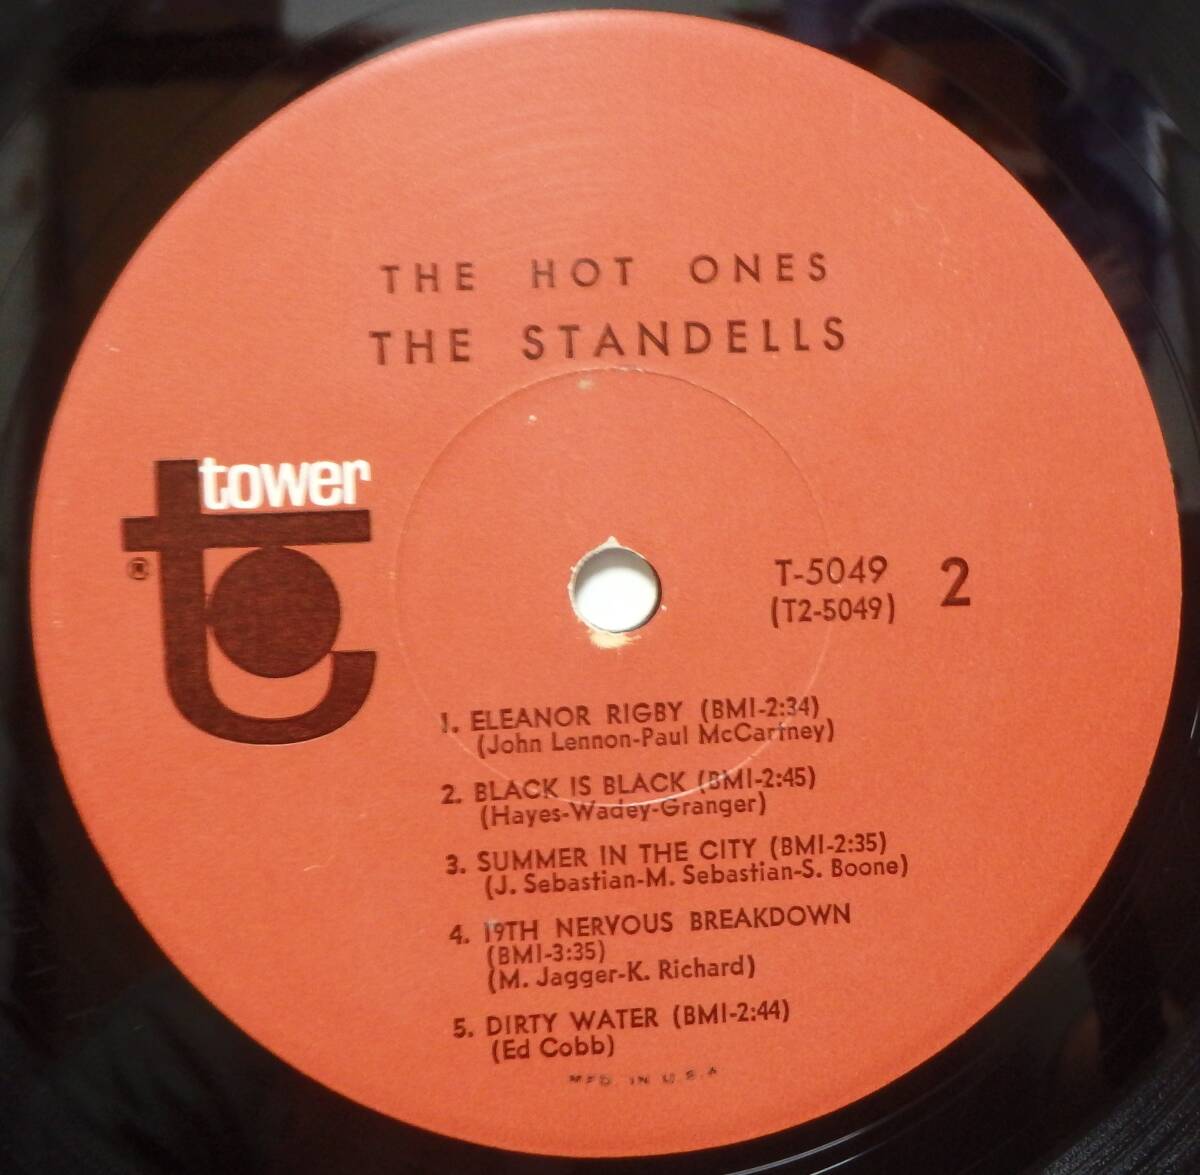 THE HOT ONES
THE STANDELLS
tower
®
T-5049 2
(T2-5049)
1. ELEANOR RIGBY (BMI-2:34)
(John Lennon-Paul McCartney)
2. BLACK IS BLACK (BMI-2:45)
(Hayes-Wadey-Granger)
3. SUMMER IN THE CITY (BMI-2:35)
(J. Sebastian-M. Sebastian-S. Boone)
4. 19TH NERVOUS BREAKDOWN
(BMI-3:35)
(M. Jagger-K. Richard)
5. DIRTY WATER (BMI-2:44)
(Ed Cobb)
MFD. IN U.S.A